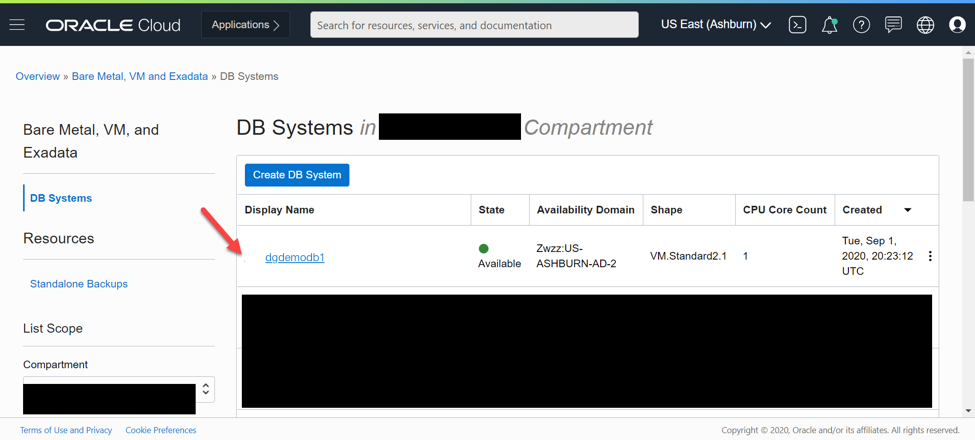 ORACLE Cloud
Applications
Search for resources, services, and documentation
US East (Ashburn)
Overview » Bare Metal, VM and Exadata » DB Systems
Bare Metal, VM, and
Exadata
DB Systems
Resources
Standalone Backups
List Scope
Compartment
DB Systems in
Compartment
Create DB System
Display Name State Availability Domain Shape CPU Core Count Created
dgdemodb1
Available
Zwzz:US-
ASHBURN-AD-2
VM.Standard2.1
1
Tue, Sep 1,
2020, 20:23:12
UTC
Terms of Use and Privacy Cookie Preferences
Copyright © 2020, Oracle and/or its affiliates. All rights reserved.